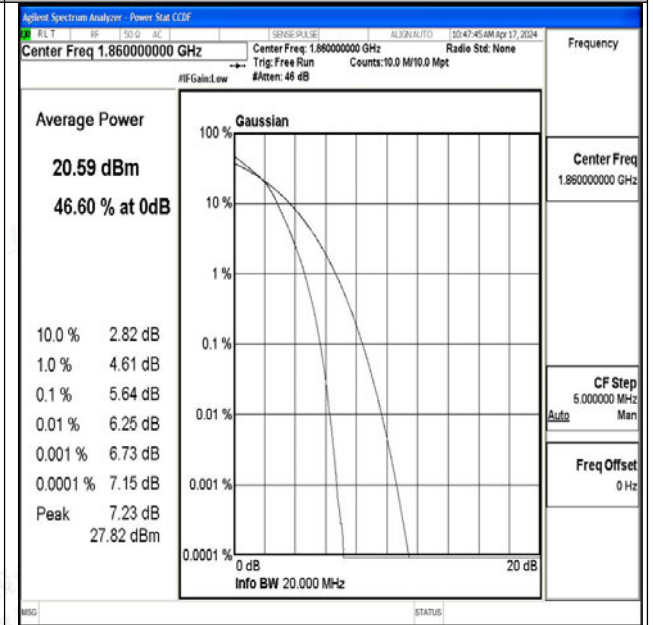 Agilent Spectrum Analyzer - Power Stat CCDF
RL T RF 50 Ω AC SENSE:PULSE ALIGN AUTO 10:47:45 AM Apr 17, 2024
Center Freq 1.860000000 GHz
Center Freq: 1.860000000 GHz Radio Std: None
Trig: Free Run Counts:10.0 M/10.0 Mpt
#IFGain:Low #Atten: 46 dB
Frequency
Center Freq
1.860000000 GHz
CF Step
5.000000 MHz
Auto Man
Freq Offset
0 Hz
Average Power
20.59 dBm
46.60 % at 0dB
10.0 % 2.82 dB
1.0 % 4.61 dB
0.1 % 5.64 dB
0.01 % 6.25 dB
0.001 % 6.73 dB
0.0001 % 7.15 dB
Peak 7.23 dB
27.82 dBm
Gaussian
100 %
10 %
1 %
0.1 %
0.01 %
0.001 %
0.0001 %
0 dB 20 dB
Info BW 20.000 MHz
MSG STATUS